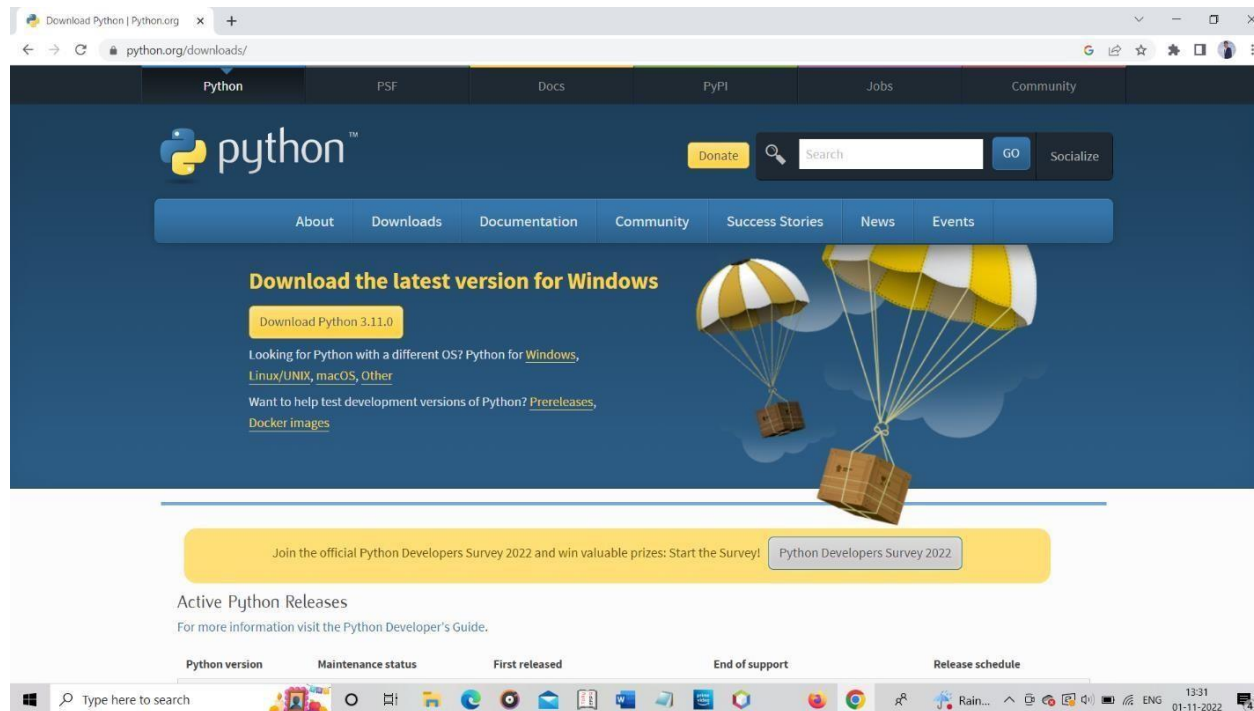 Download Python | Python.org
python.org/downloads/
Python PSF Docs PyPI Jobs Community
python™
Donate Search GO Socialize
About Downloads Documentation Community Success Stories News Events
Download the latest version for Windows
Download Python 3.11.0
Looking for Python with a different OS? Python for Windows,
Linux/UNIX, macOS, Other
Want to help test development versions of Python? Prereleases,
Docker images
Join the official Python Developers Survey 2022 and win valuable prizes: Start the Survey! Python Developers Survey 2022
Active Python Releases
For more information visit the Python Developer's Guide.
Python version Maintenance status First released End of support Release schedule
Type here to search Rain... ENG 13:31
01-11-2022